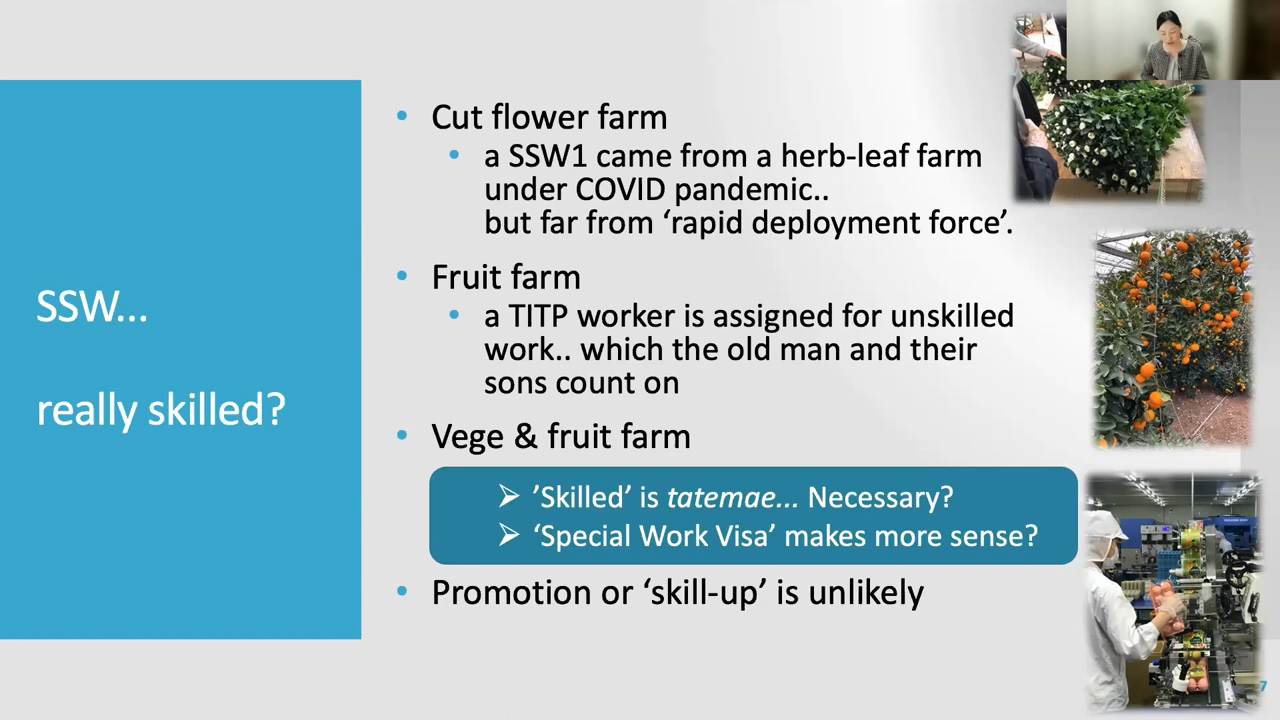 SSW...
really skilled?
• Cut flower farm
• a SSW1 came from a herb-leaf farm
under COVID pandemic..
but far from ‘rapid deployment force’.
• Fruit farm
• a TITP worker is assigned for unskilled
work.. which the old man and their
sons count on
• Vege & fruit farm
➢ ’Skilled’ is tatemae... Necessary?
➢ ‘Special Work Visa’ makes more sense?
• Promotion or ‘skill-up’ is unlikely
7